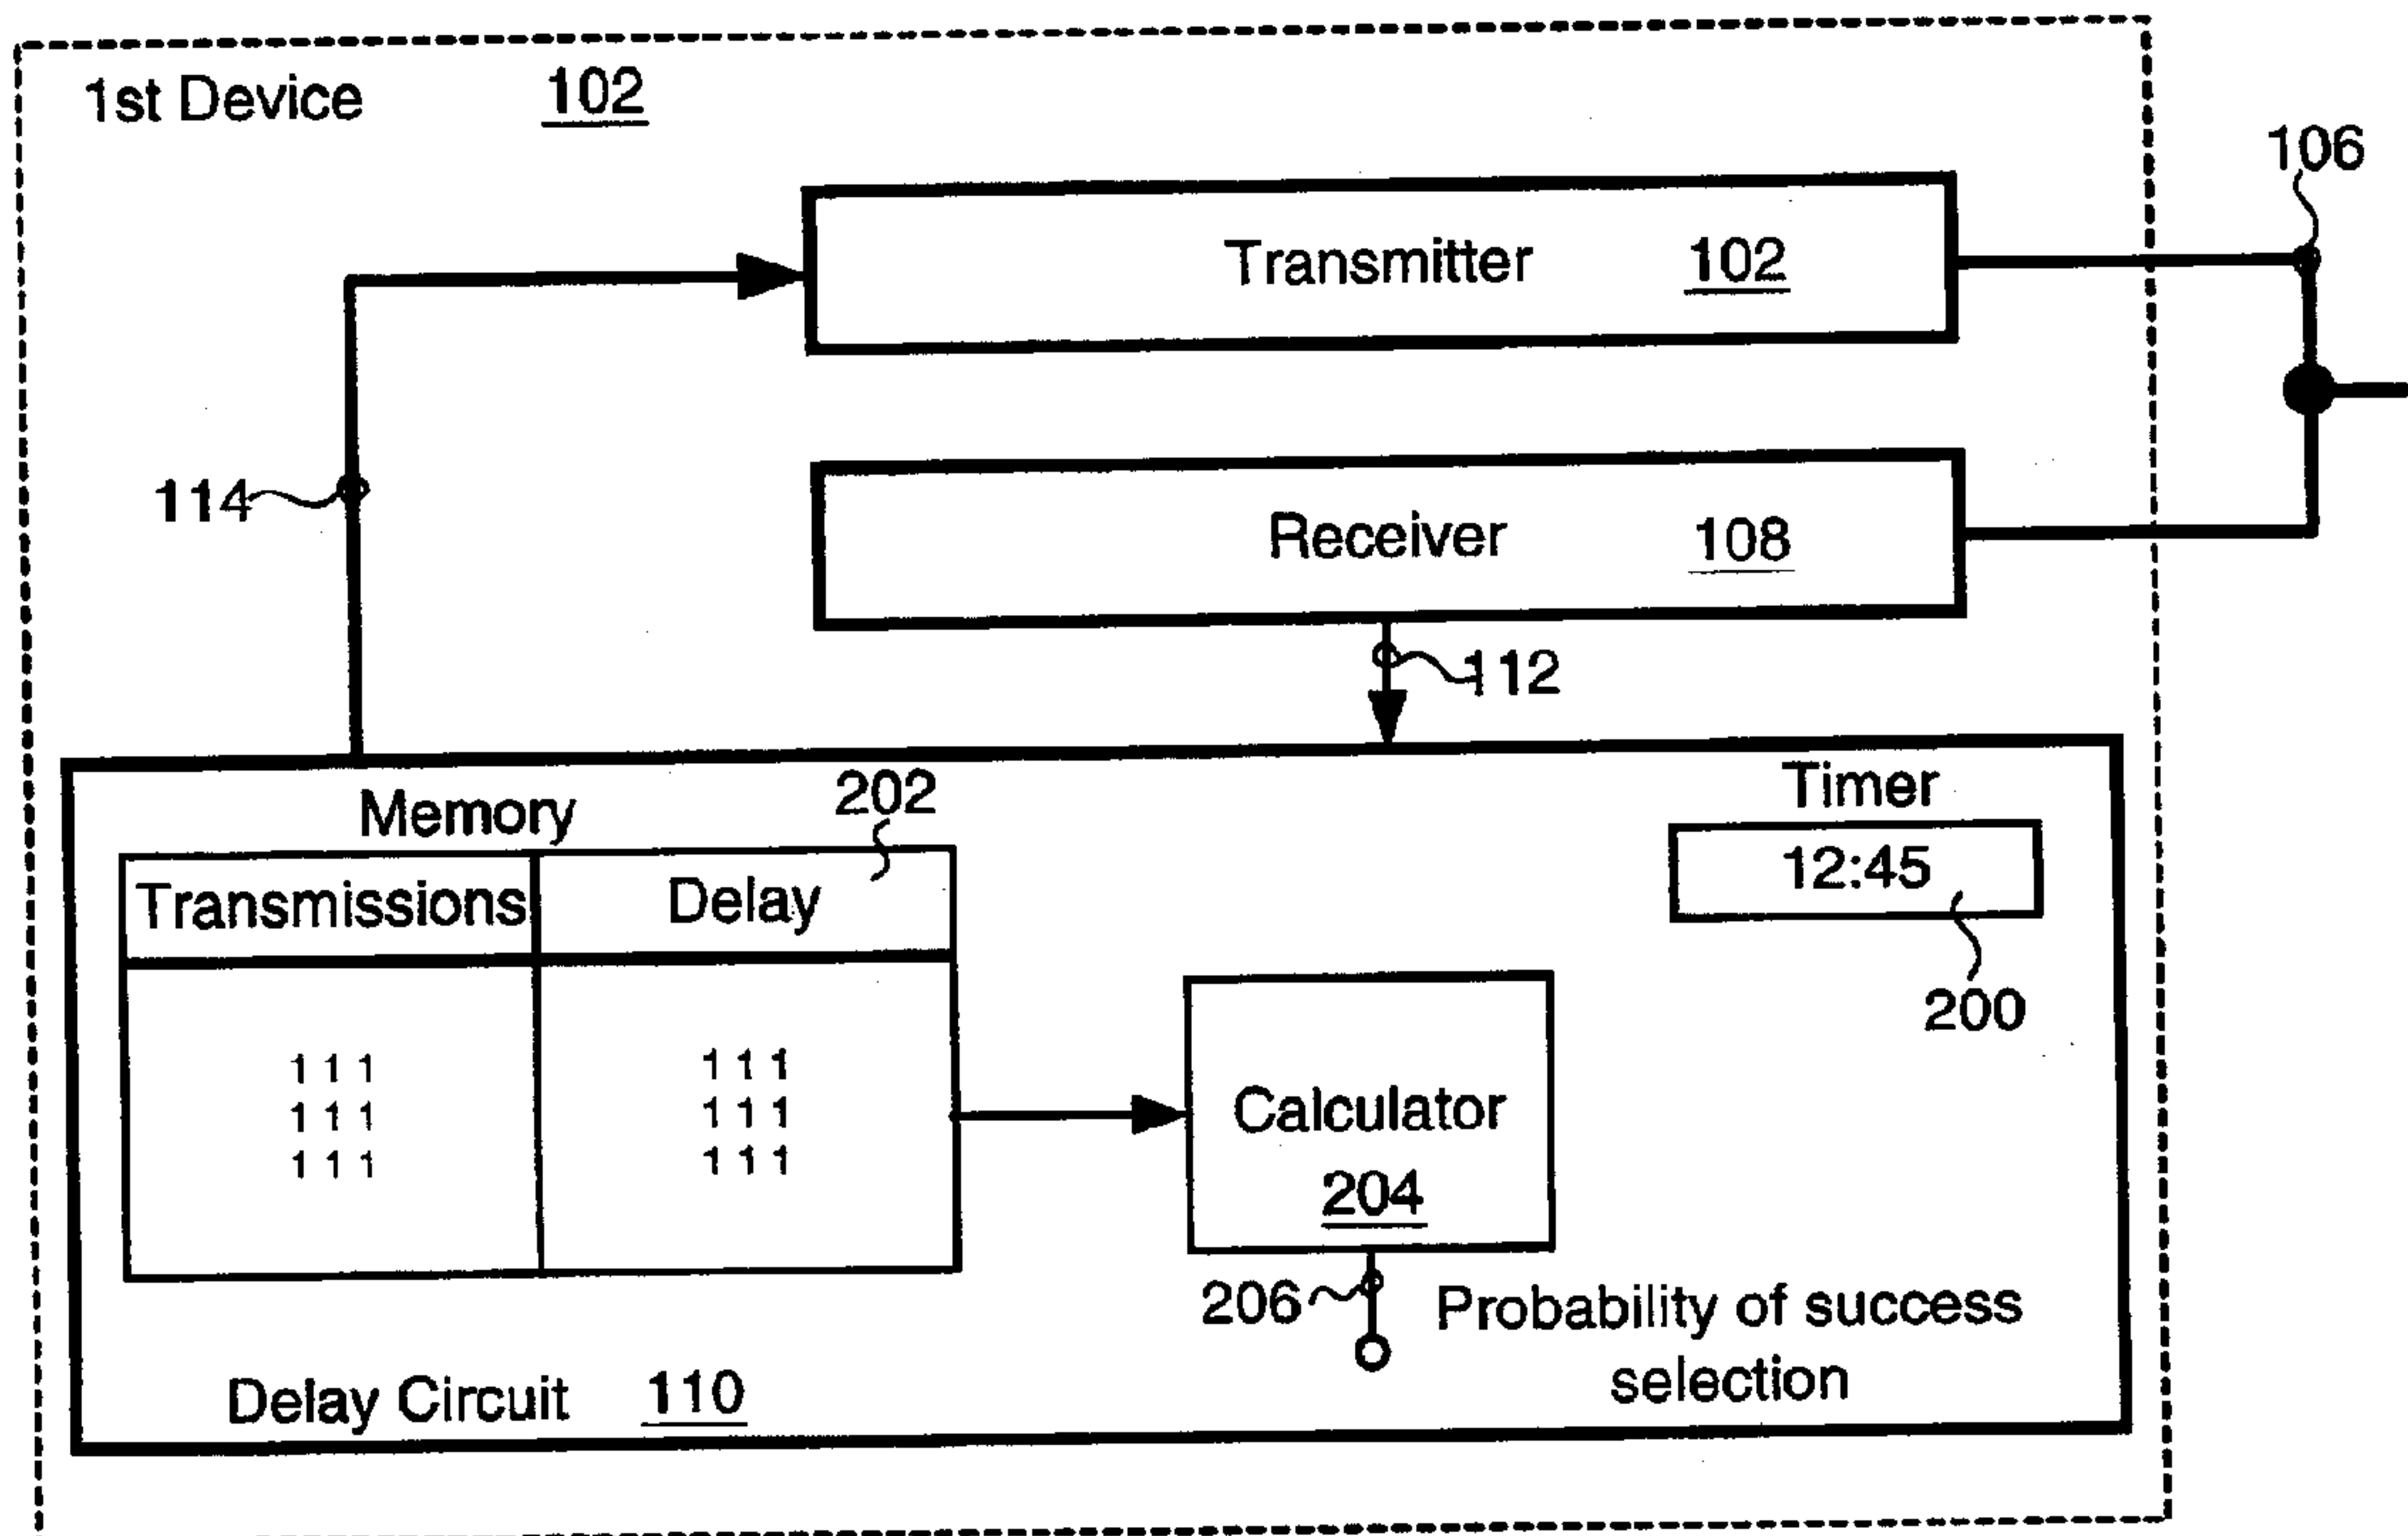 1st Device 102
106
Transmitter 102
114
Receiver 108
112
Memory 202
Timer
Transmissions Delay
12:45
200
1 1 1 1 1 1
1 1 1 1 1 1
1 1 1 1 1 1
Calculator
204
206 Probability of success
selection
Delay Circuit 110